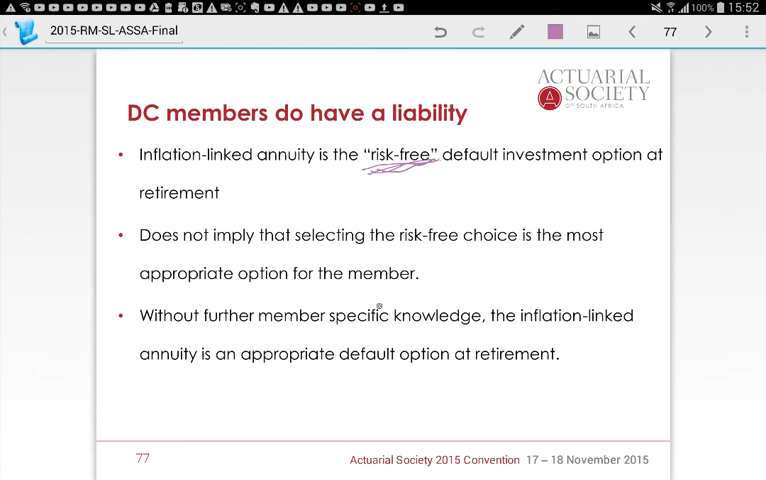 100% 15:52
2015-RM-SL-ASSA-Final
77
ACTUARIAL
SOCIETY
OF SOUTH AFRICA
DC members do have a liability
• Inflation-linked annuity is the “risk-free” default investment option at
retirement
• Does not imply that selecting the risk-free choice is the most
appropriate option for the member.
• Without further member specific knowledge, the inflation-linked
annuity is an appropriate default option at retirement.
77
Actuarial Society 2015 Convention 17 – 18 November 2015